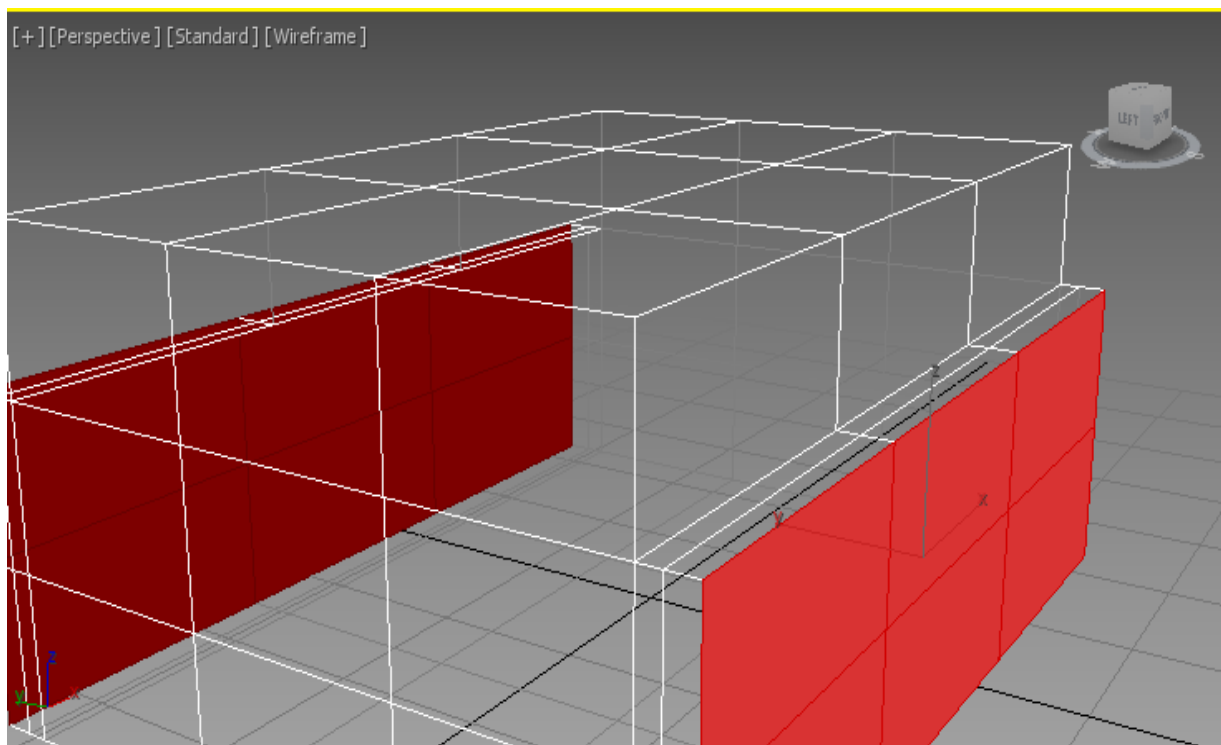 [+] [Perspective] [Standard] [Wireframe]
LEFT
z
x
y
z
y
x